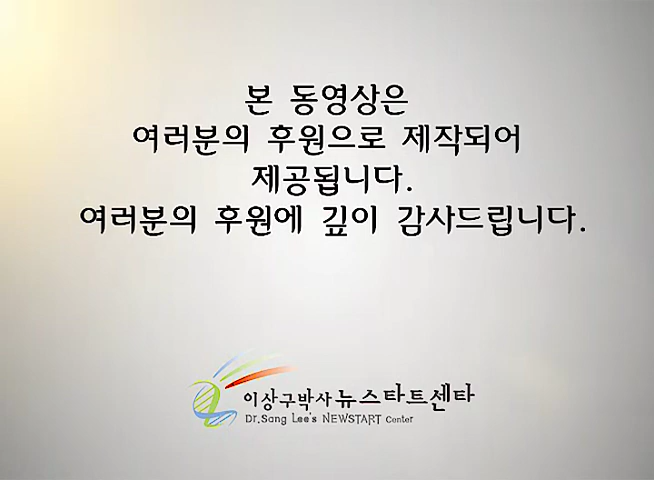 본 동영상은
여러분의 후원으로 제작되어
제공됩니다.
여러분의 후원에 깊이 감사드립니다.
이상구박사 뉴스타트센타
Dr.Sang Lee's NEWSTART Center